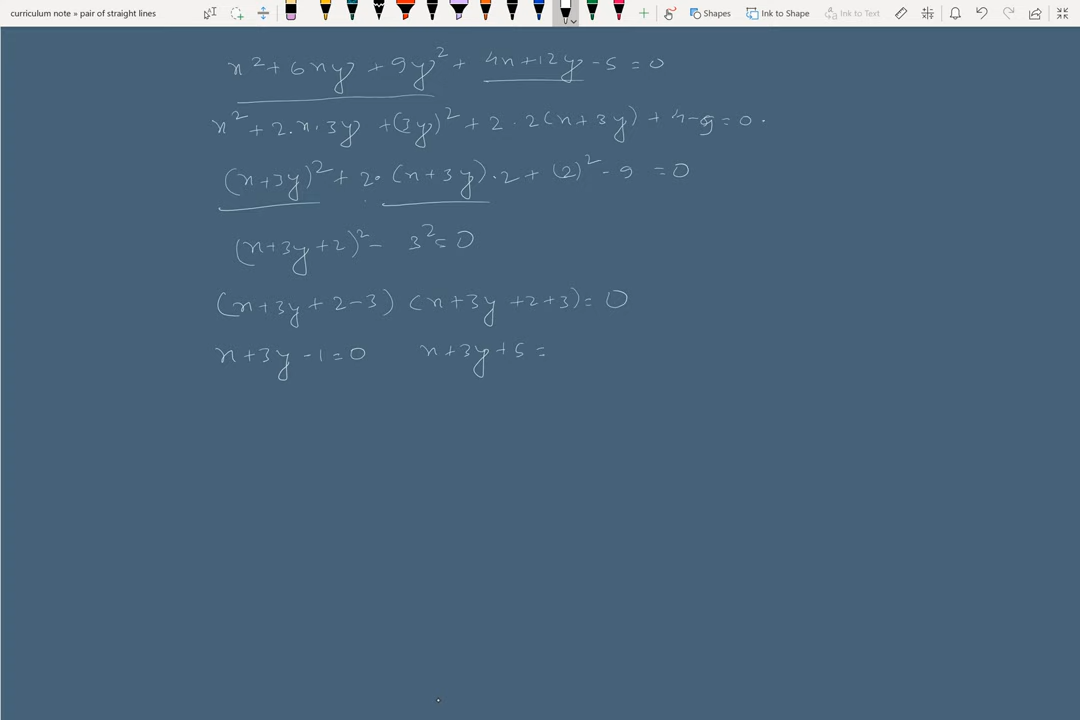 curriculum note » pair of straight lines
Shapes Ink to Shape Ink to Text
x² + 6xy + 9y² + 4x + 12y - 5 = 0
x² + 2.x.3y + (3y)² + 2 . 2(x + 3y) + 4 - 9 = 0.
(x + 3y)² + 2. (x + 3y) . 2 + (2)² - 9 = 0
(x + 3y + 2)² - 3² = 0
(x + 3y + 2 - 3) (x + 3y + 2 + 3) = 0
x + 3y - 1 = 0 x + 3y + 5 =